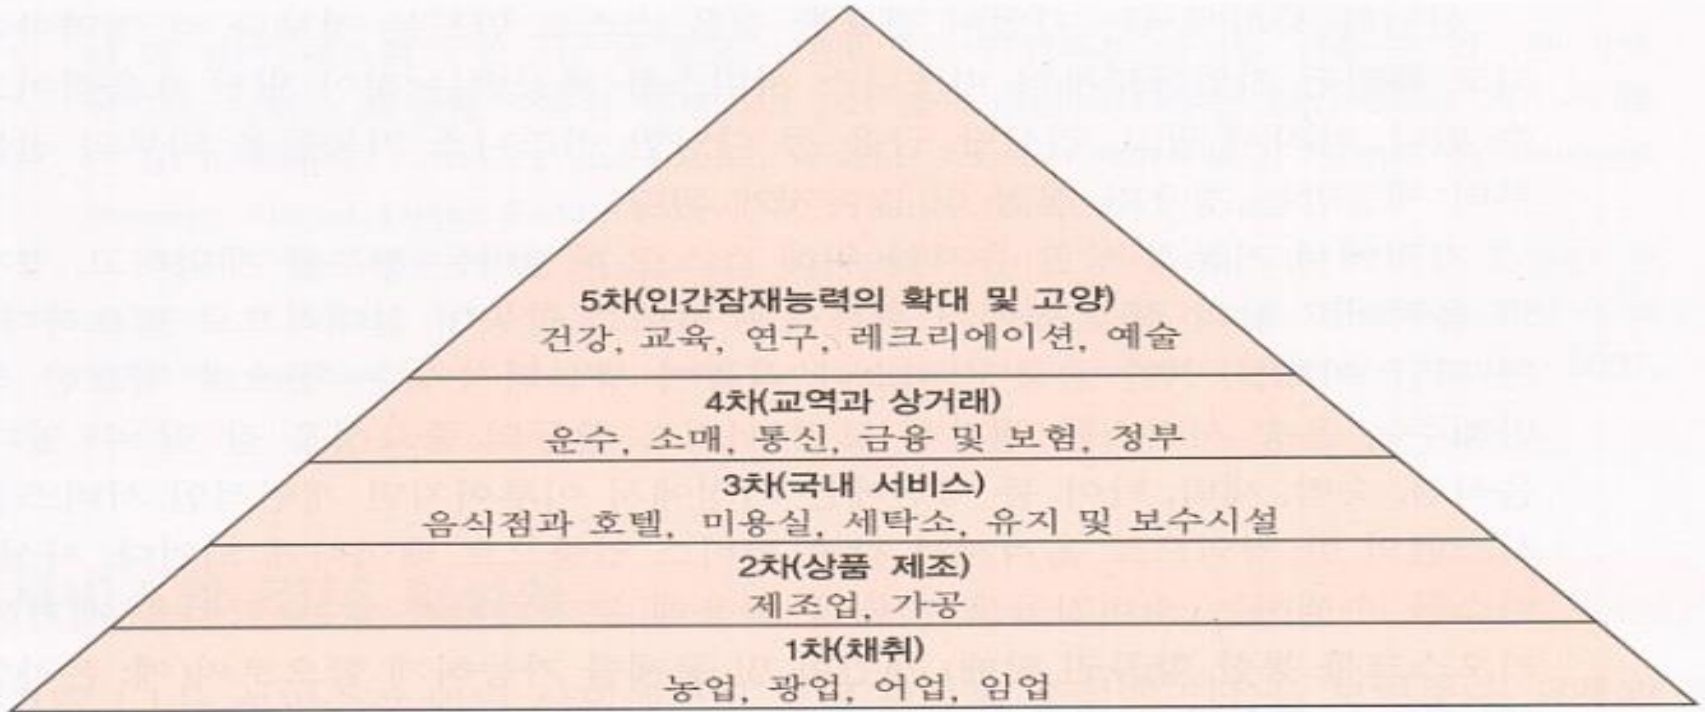 5차(인간잠재능력의 확대 및 고양)
건강, 교육, 연구, 레크리에이션, 예술
4차(교역과 상거래)
운수, 소매, 통신, 금융 및 보험, 정부
3차(국내 서비스)
음식점과 호텔, 미용실, 세탁소, 유지 및 보수시설
2차(상품 제조)
제조업, 가공
1차(채취)
농업, 광업, 어업, 임업